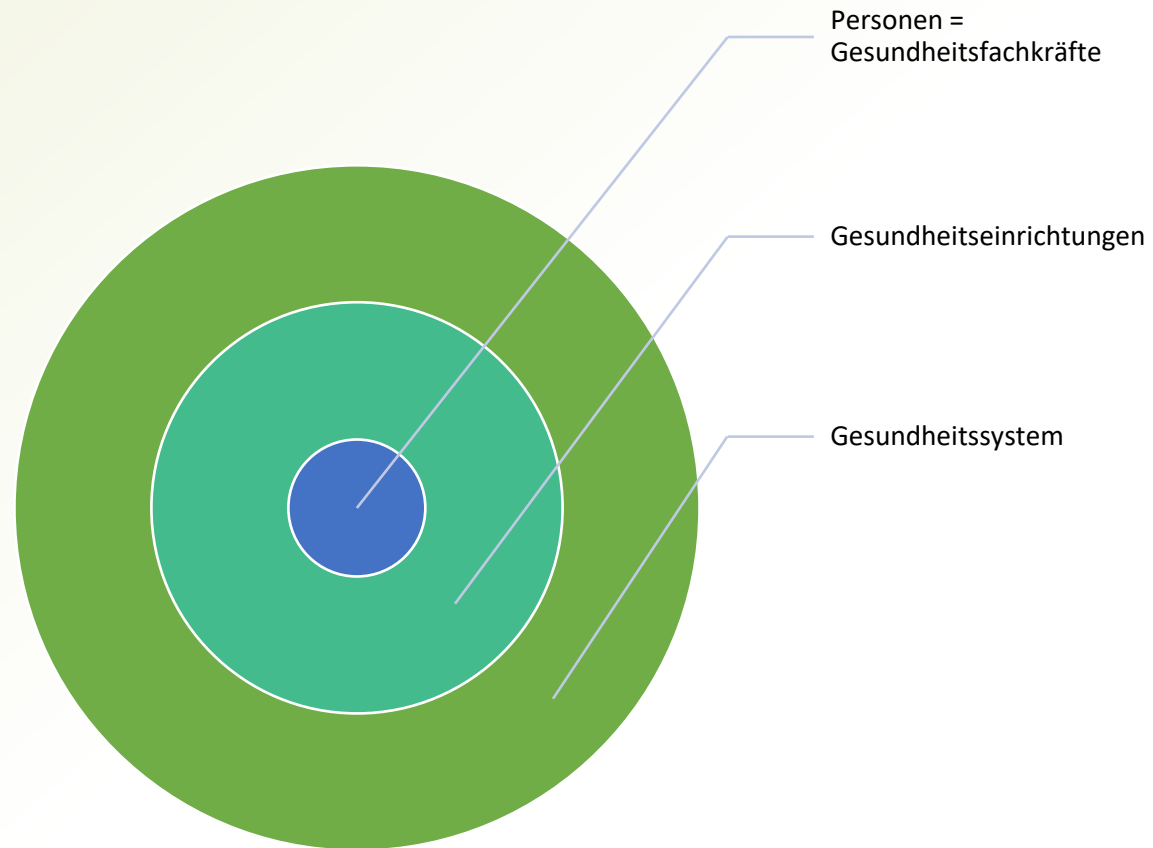 Personen =
Gesundheitsfachkräfte
Gesundheitseinrichtungen
Gesundheitssystem